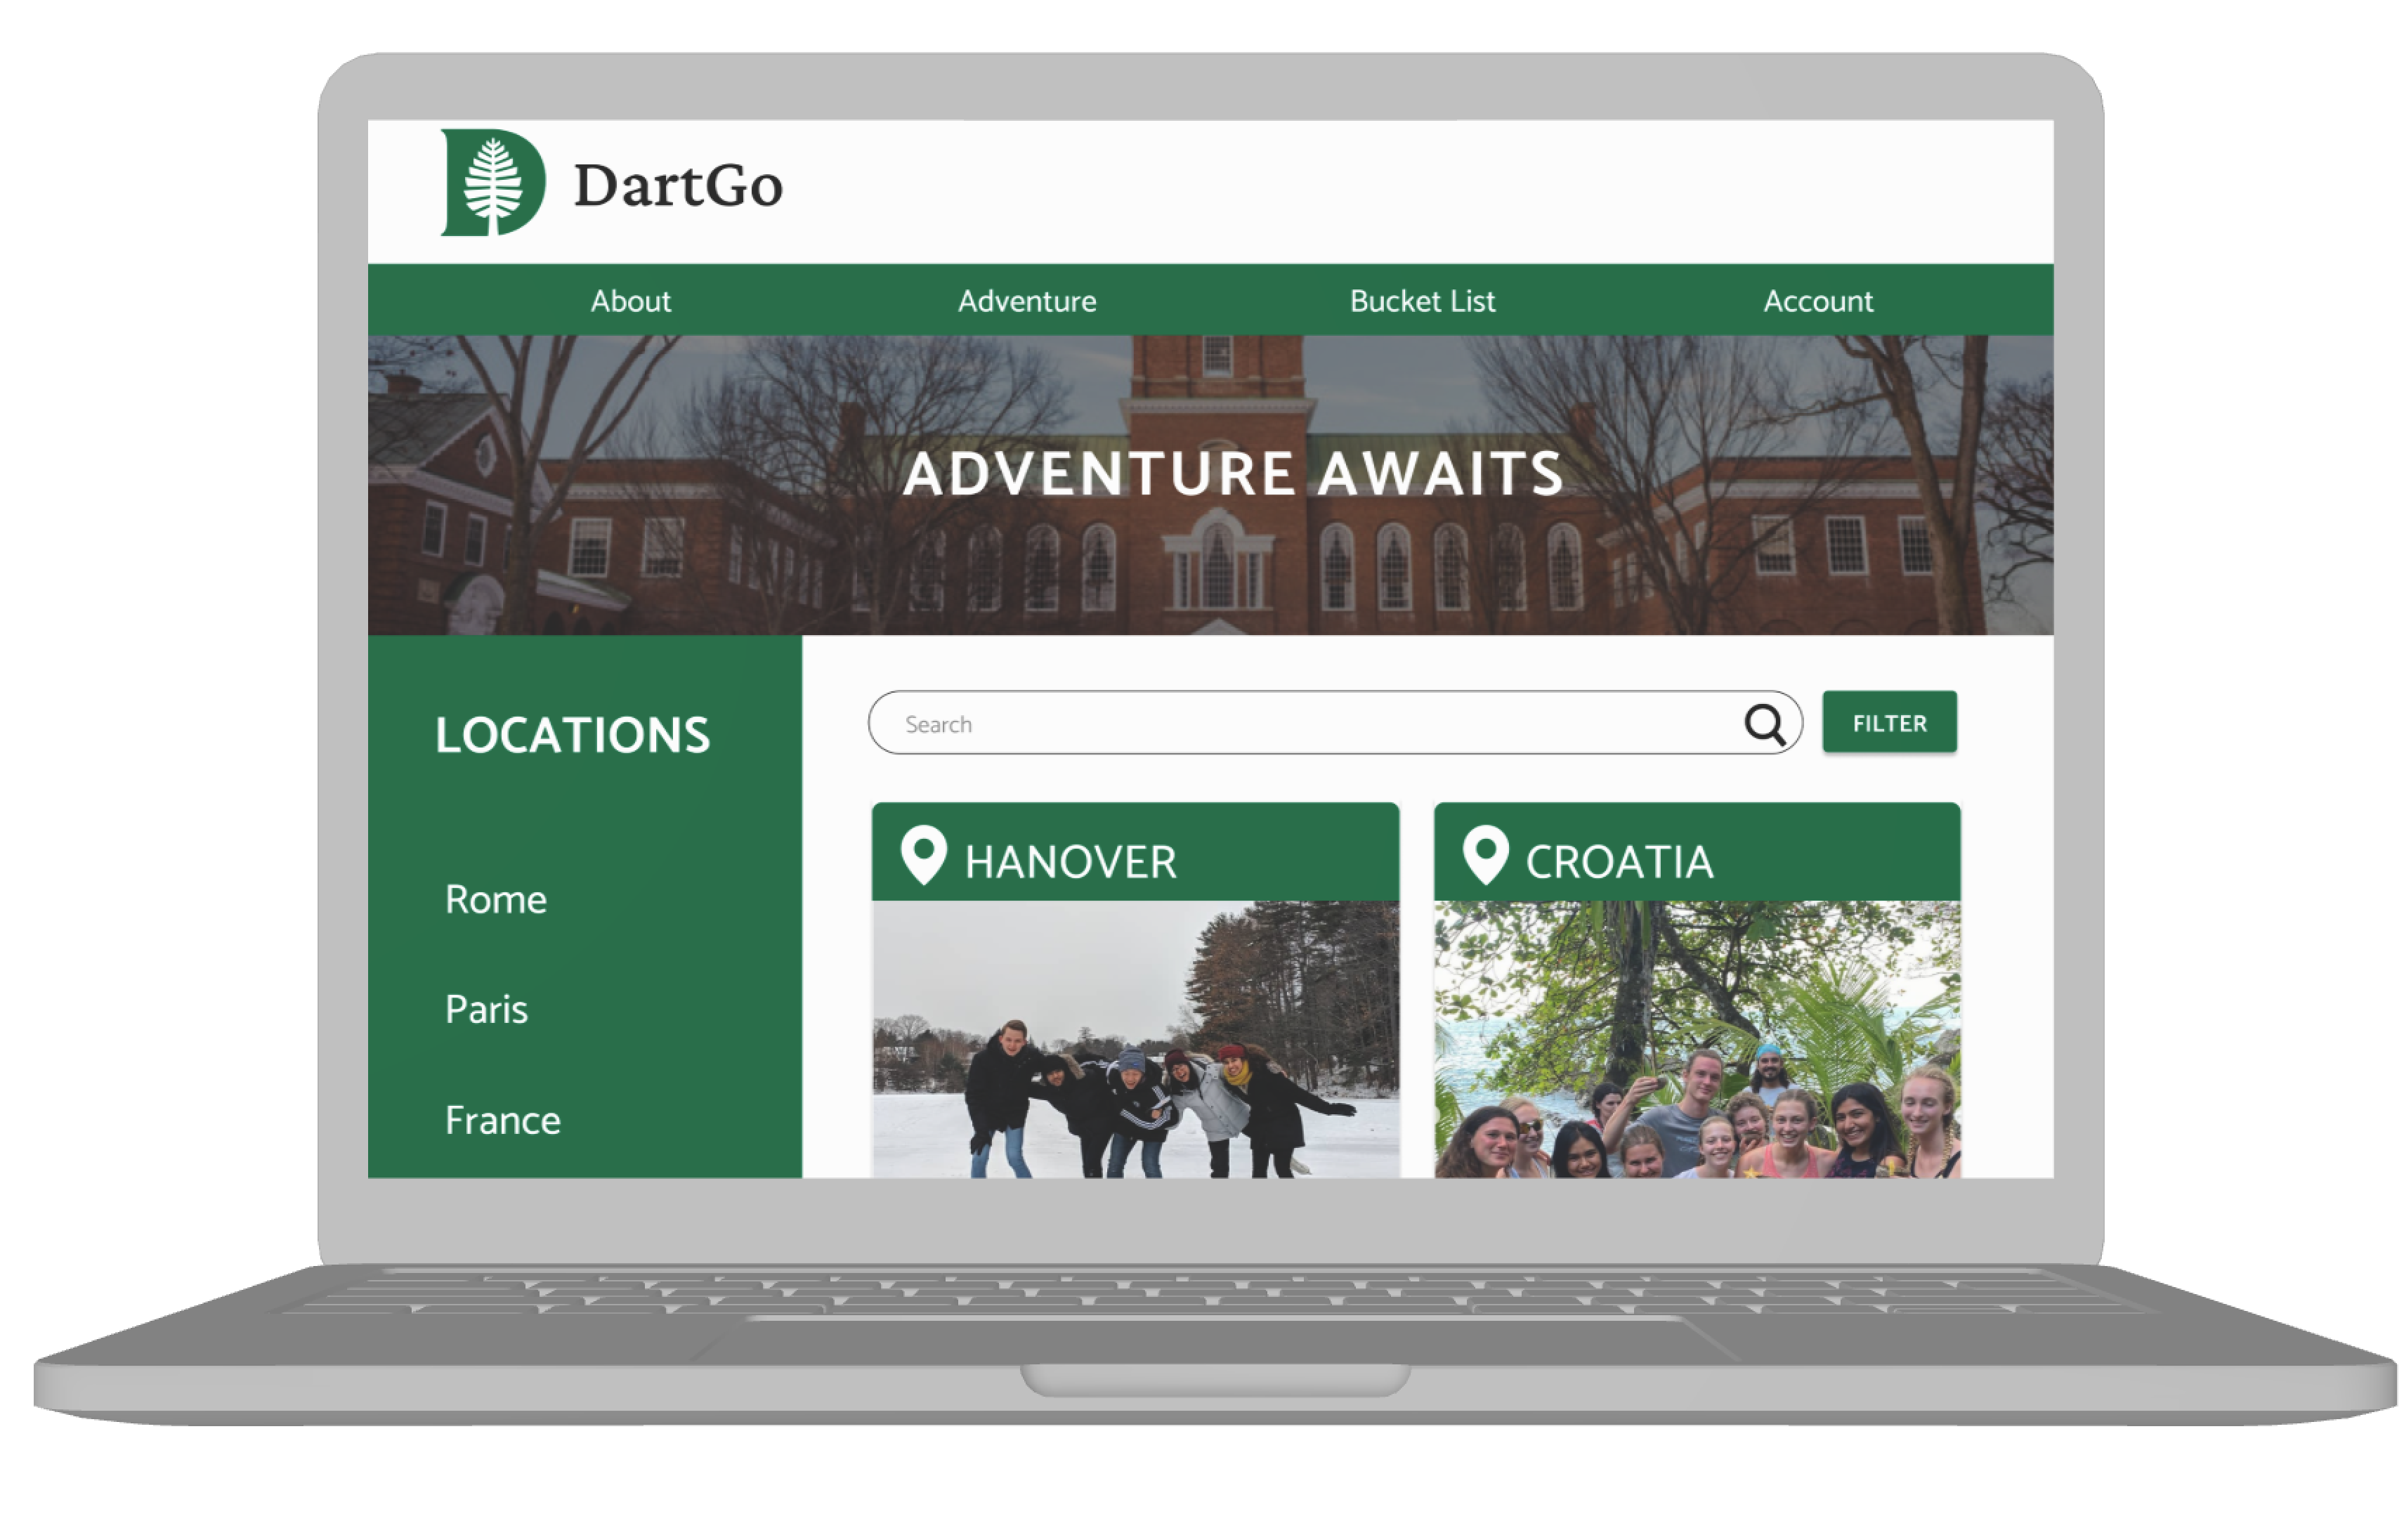 DartGo
About Adventure Bucket List Account
ADVENTURE AWAITS
LOCATIONS
Rome
Paris
France
Search
FILTER
HANOVER
CROATIA